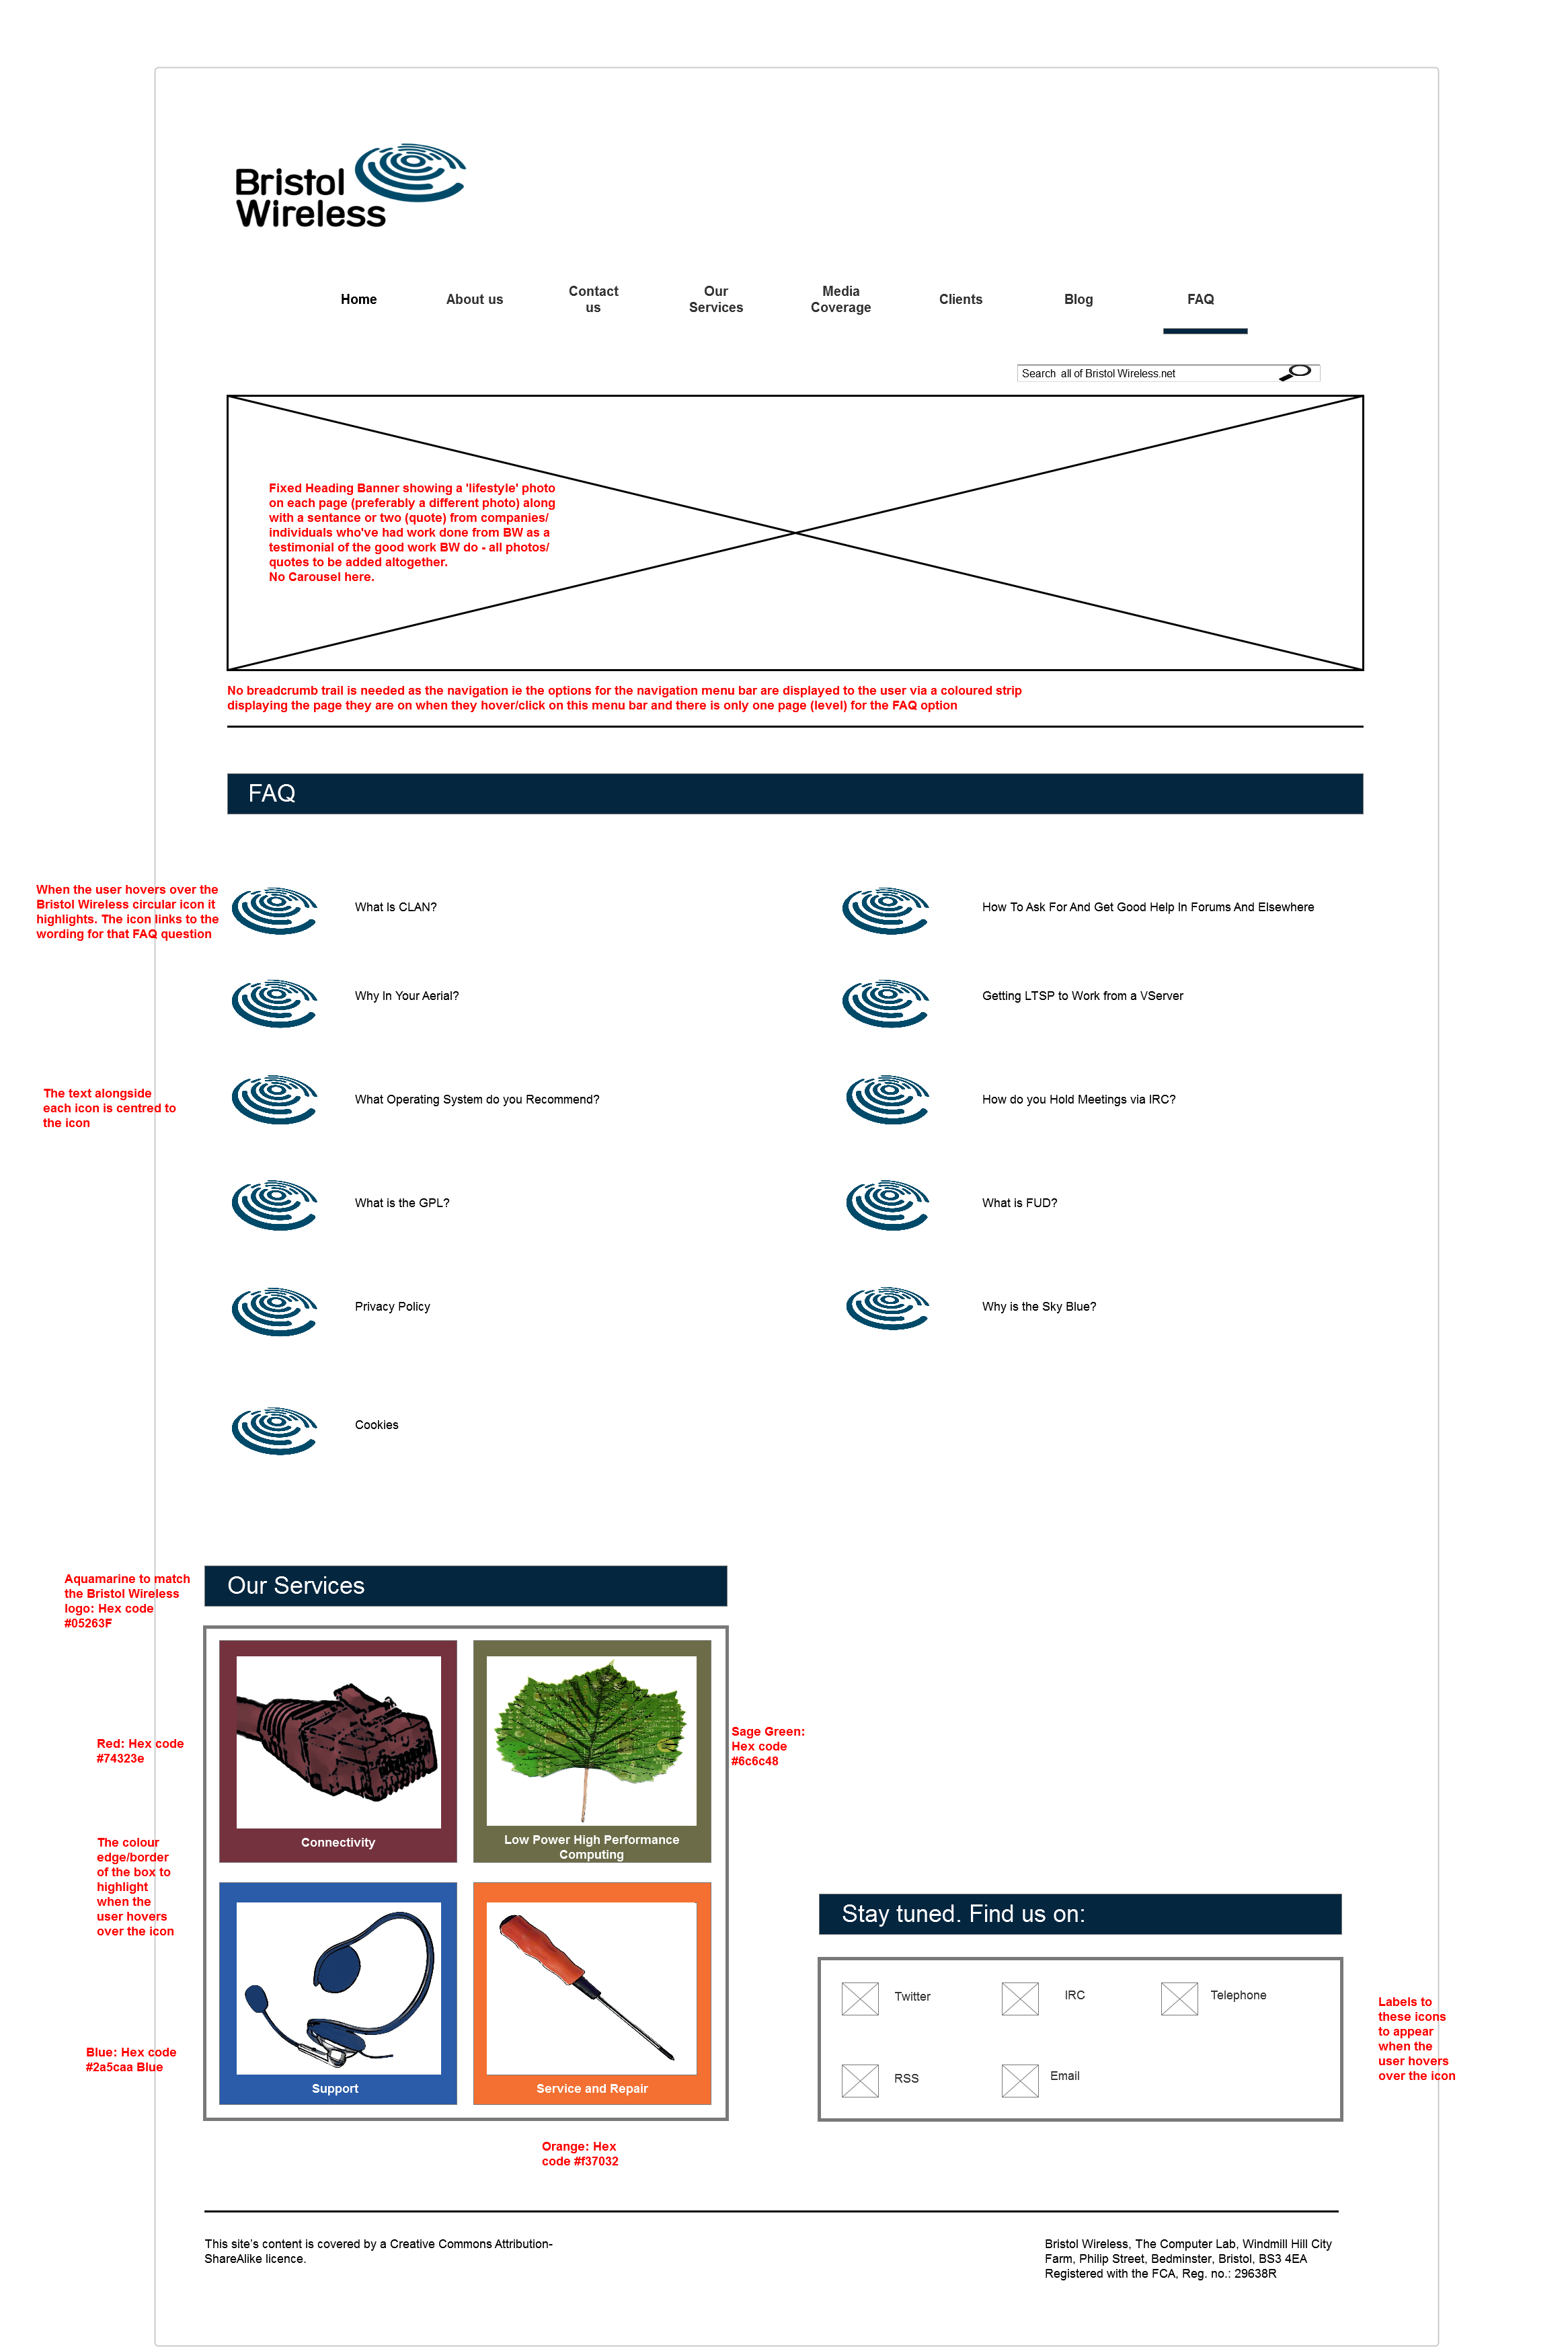 Bristol
Wireless
Home
About us
Contact
us
Our
Services
Media
Coverage
Clients
Blog
FAQ
Search  all of Bristol Wireless.net
Fixed Heading Banner showing a 'lifestyle' photo
on each page (preferably a different photo) along
with a sentance or two (quote) from companies/
individuals who've had work done from BW as a
testimonial of the good work BW do - all photos/
quotes to be added altogether.
No Carousel here.
No breadcrumb trail is needed as the navigation ie the options for the navigation menu bar are displayed to the user via a coloured strip
displaying the page they are on when they hover/click on this menu bar and there is only one page (level) for the FAQ option
FAQ
When the user hovers over the
Bristol Wireless circular icon it
highlights. The icon links to the
wording for that FAQ question
What Is CLAN?
How To Ask For And Get Good Help In Forums And Elsewhere
Why In Your Aerial?
Getting LTSP to Work from a VServer
The text alongside
each icon is centred to
the icon
What Operating System do you Recommend?
How do you Hold Meetings via IRC?
What is the GPL?
What is FUD?
Privacy Policy
Why is the Sky Blue?
Cookies
Aquamarine to match
the Bristol Wireless
logo: Hex code
#05263F
Our Services
Red: Hex code
#74323e
Sage Green:
Hex code
#6c6c48
Connectivity
Low Power High Performance
Computing
The colour
edge/border
of the box to
highlight
when the
user hovers
over the icon
Blue: Hex code
#2a5caa Blue
Support
Service and Repair
Orange: Hex
code #f37032
Stay tuned. Find us on:
Twitter
IRC
Telephone
RSS
Email
Labels to
these icons
to appear
when the
user hovers
over the icon
This site's content is covered by a Creative Commons Attribution-
ShareAlike licence.
Bristol Wireless, The Computer Lab, Windmill Hill City
Farm, Philip Street, Bedminster, Bristol, BS3 4EA
Registered with the FCA, Reg. no.: 29638R